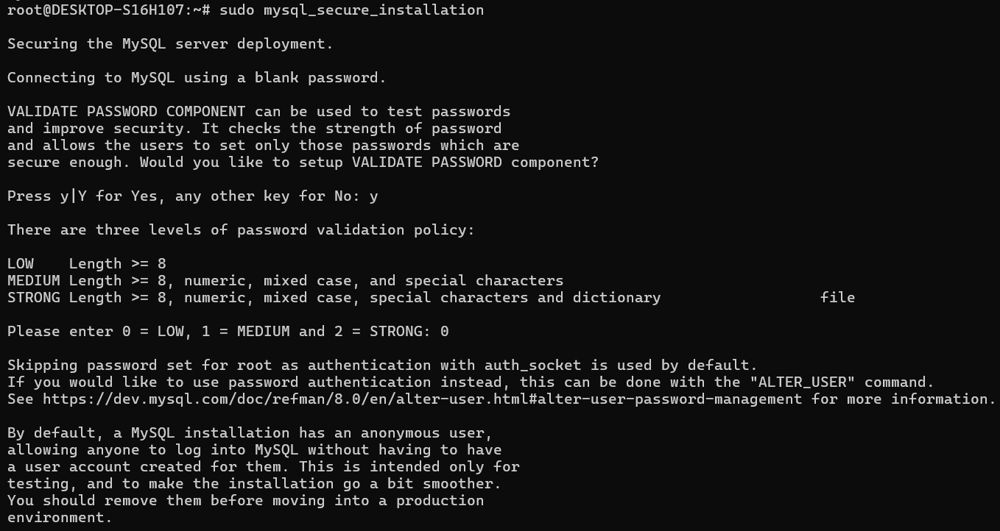 root@DESKTOP-S16H107:~# sudo mysql_secure_installation
Securing the MySQL server deployment.
Connecting to MySQL using a blank password.
VALIDATE PASSWORD COMPONENT can be used to test passwords
and improve security. It checks the strength of password
and allows the users to set only those passwords which are
secure enough. Would you like to setup VALIDATE PASSWORD component?
Press y|Y for Yes, any other key for No: y
There are three levels of password validation policy:
LOW    Length >= 8
MEDIUM Length >= 8, numeric, mixed case, and special characters
STRONG Length >= 8, numeric, mixed case, special characters and dictionary                  file
Please enter 0 = LOW, 1 = MEDIUM and 2 = STRONG: 0
Skipping password set for root as authentication with auth_socket is used by default.
If you would like to use password authentication instead, this can be done with the "ALTER_USER" command.
See https://dev.mysql.com/doc/refman/8.0/en/alter-user.html#alter-user-password-management for more information.
By default, a MySQL installation has an anonymous user,
allowing anyone to log into MySQL without having to have
a user account created for them. This is intended only for
testing, and to make the installation go a bit smoother.
You should remove them before moving into a production
environment.